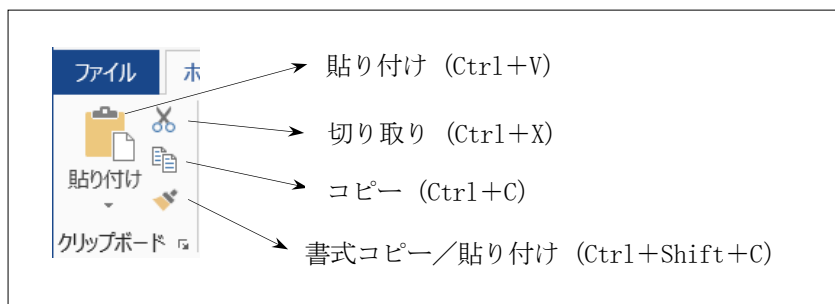 ファイル ホ
貼り付け (Ctrl+V)
切り取り (Ctrl+X)
貼り付け
コピー (Ctrl+C)
クリップボード
書式コピー／貼り付け (Ctrl+Shift+C)